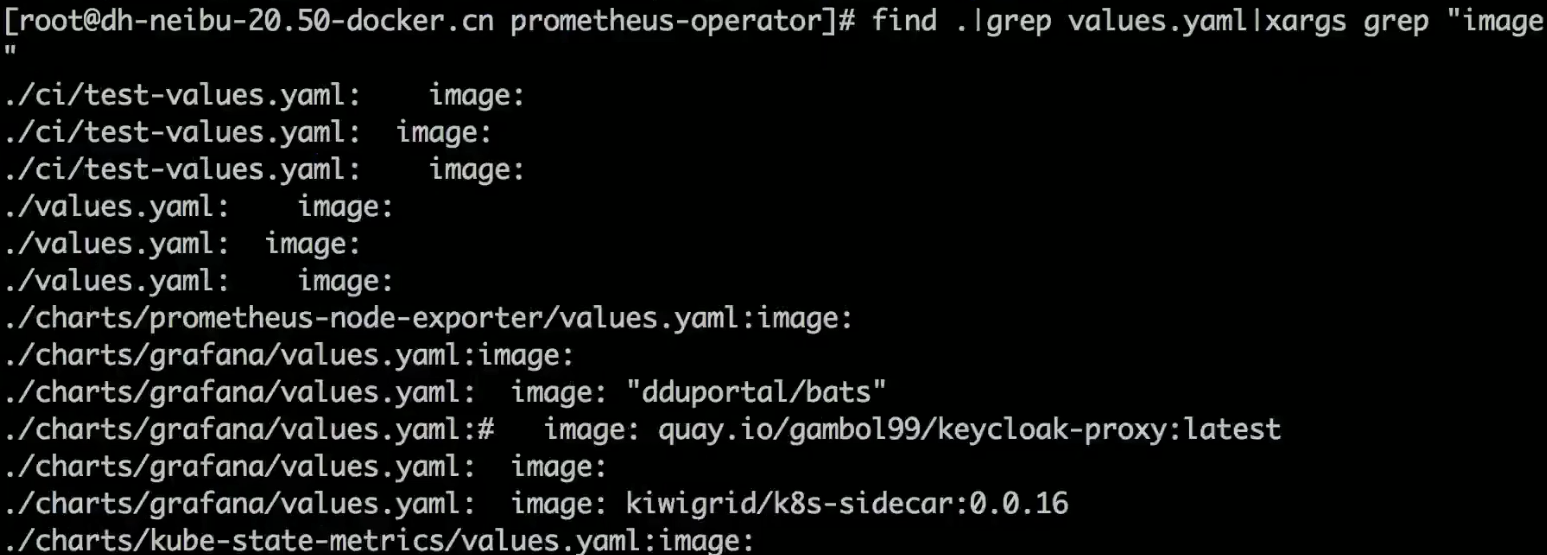 [root@dh-neibu-20.50-docker.cn prometheus-operator]# find .|grep values.yaml|xargs grep "image
"
./ci/test-values.yaml:    image:
./ci/test-values.yaml:  image:
./ci/test-values.yaml:    image:
./values.yaml:    image:
./values.yaml:  image:
./values.yaml:    image:
./charts/prometheus-node-exporter/values.yaml:image:
./charts/grafana/values.yaml:image:
./charts/grafana/values.yaml:  image: "dduportal/bats"
./charts/grafana/values.yaml:#   image: quay.io/gambol99/keycloak-proxy:latest
./charts/grafana/values.yaml:  image:
./charts/grafana/values.yaml:  image: kiwigrid/k8s-sidecar:0.0.16
./charts/kube-state-metrics/values.yaml:image: